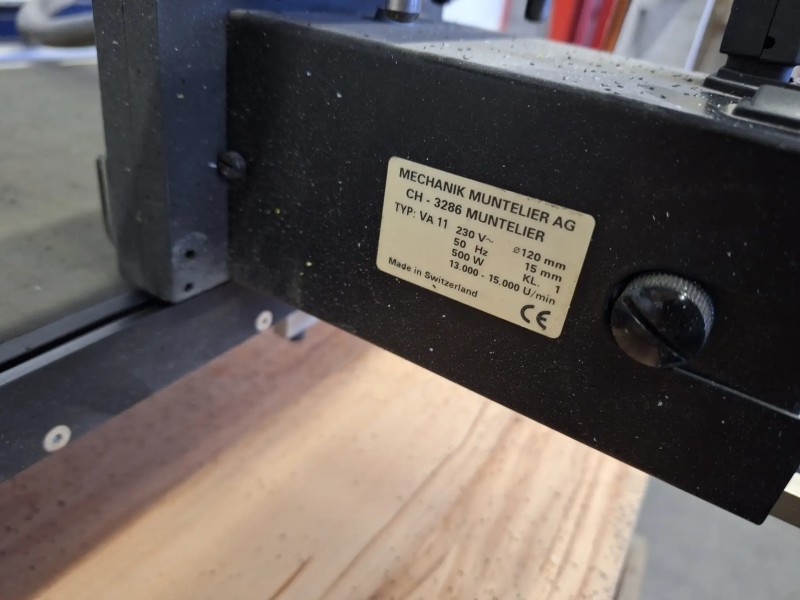 MECHANIK MUNTELIER AG
CH - 3286 MUNTELIER
TYP: VA 11 230 V~ ⌀120 mm
50 Hz 15 mm
500 W KL. 1
13.000 - 15.000 U/min
Made in Switzerland CE